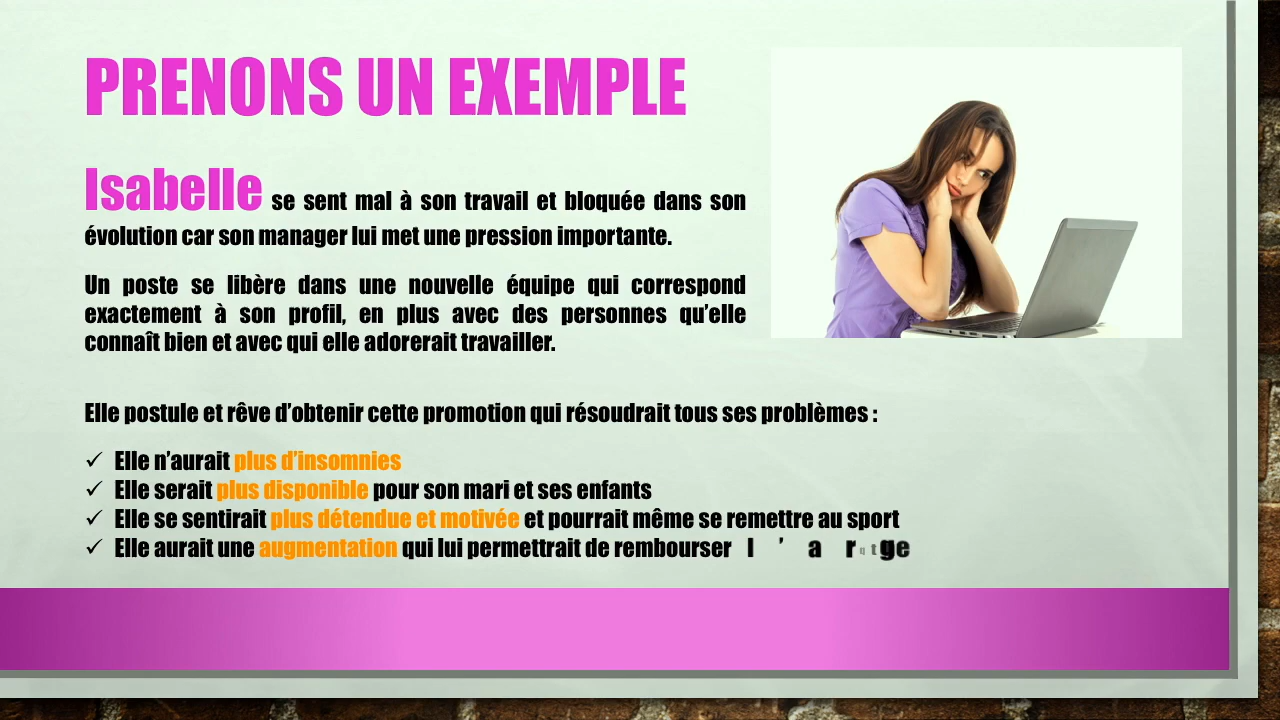 PRENONS UN EXEMPLE
Isabelle se sent mal à son travail et bloquée dans son
évolution car son manager lui met une pression importante.
Un poste se libère dans une nouvelle équipe qui correspond
exactement à son profil, en plus avec des personnes qu'elle
connaît bien et avec qui elle adorerait travailler.
Elle postule et rêve d'obtenir cette promotion qui résoudrait tous ses problèmes :
✓ Elle n'aurait plus d'insomnies
✓ Elle serait plus disponible pour son mari et ses enfants
✓ Elle se sentirait plus détendue et motivée et pourrait même se remettre au sport
✓ Elle aurait une augmentation qui lui permettrait de rembourser